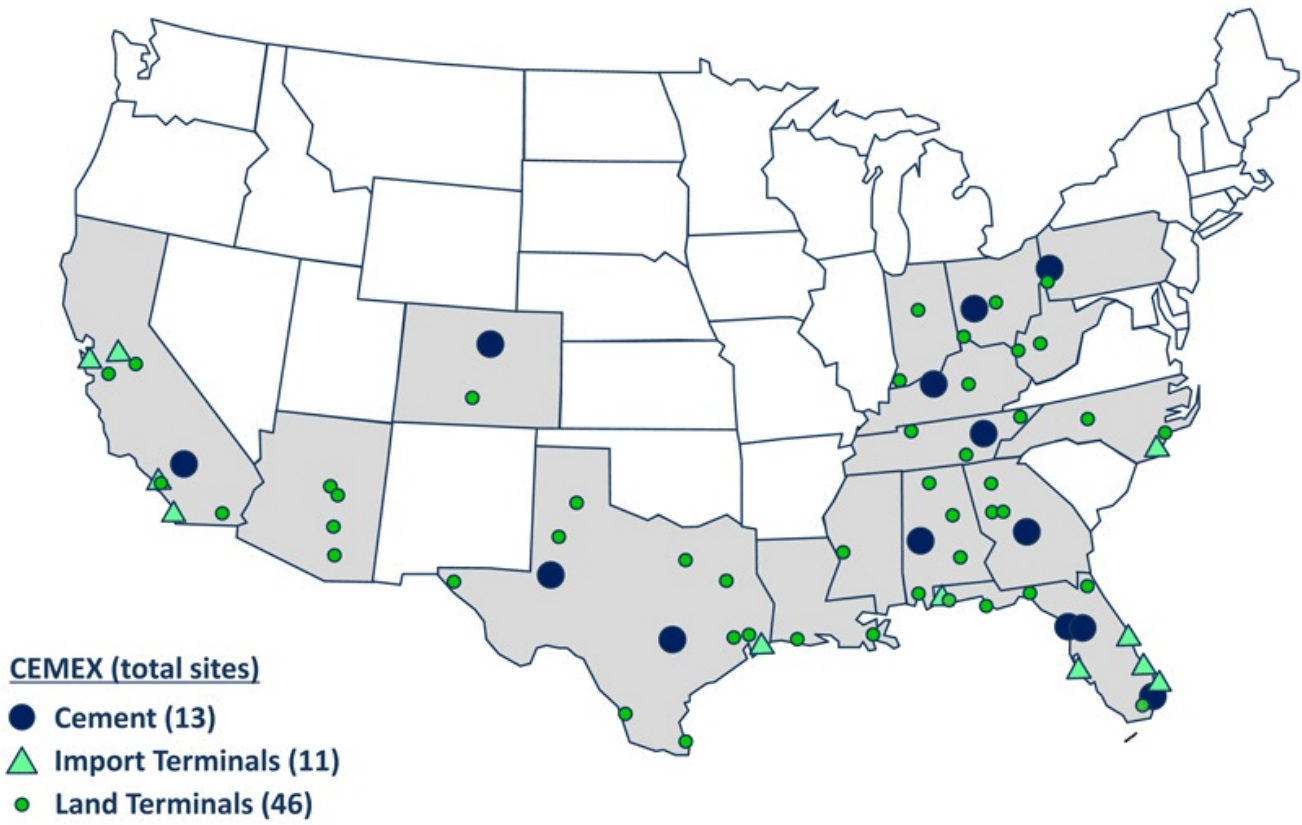 CEMEX (total sites)
Cement (13)
Import Terminals (11)
Land Terminals (46)